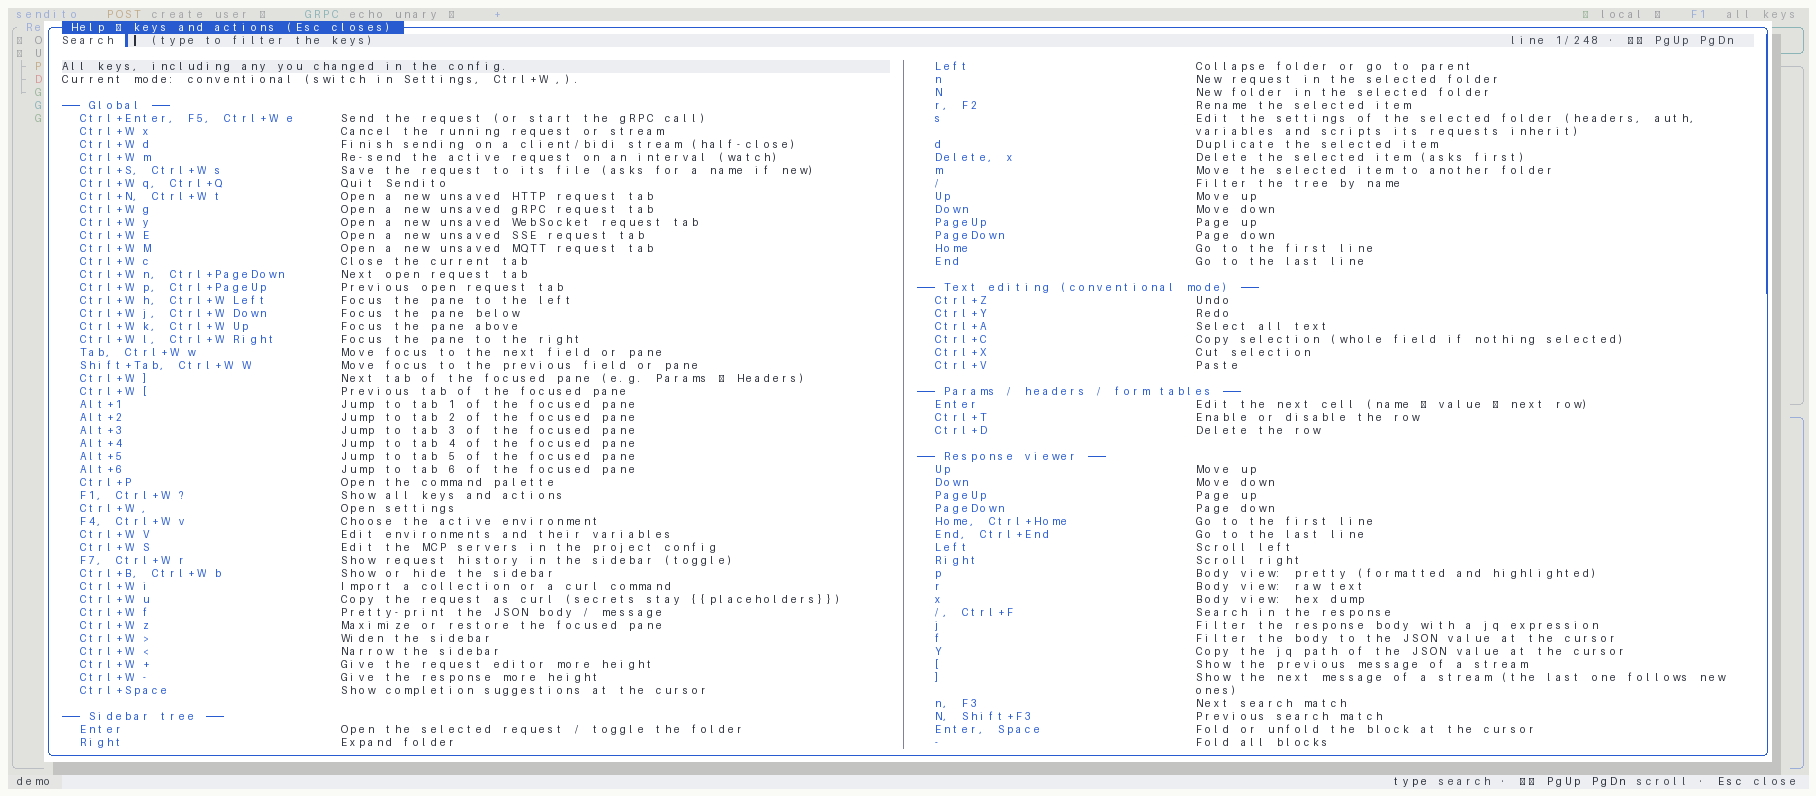 sendito POST create user GRPC echo unary + local F1 all keys
Help keys and actions (Esc closes)
Search (type to filter the keys) line 1/248 · PgUp PgDn
All keys, including any you changed in the config.
Current mode: conventional (switch in Settings, Ctrl+W ,).
Global
Ctrl+Enter, F5, Ctrl+W e Send the request (or start the gRPC call)
Ctrl+W x Cancel the running request or stream
Ctrl+W d Finish sending on a client/bidi stream (half-close)
Ctrl+W m Re-send the active request on an interval (watch)
Ctrl+S, Ctrl+W s Save the request to its file (asks for a name if new)
Ctrl+W q, Ctrl+Q Quit Sendito
Ctrl+N, Ctrl+W t Open a new unsaved HTTP request tab
Ctrl+W g Open a new unsaved gRPC request tab
Ctrl+W y Open a new unsaved WebSocket request tab
Ctrl+W E Open a new unsaved SSE request tab
Ctrl+W M Open a new unsaved MQTT request tab
Ctrl+W c Close the current tab
Ctrl+W n, Ctrl+PageDown Next open request tab
Ctrl+W p, Ctrl+PageUp Previous open request tab
Ctrl+W h, Ctrl+W Left Focus the pane to the left
Ctrl+W j, Ctrl+W Down Focus the pane below
Ctrl+W k, Ctrl+W Up Focus the pane above
Ctrl+W l, Ctrl+W Right Focus the pane to the right
Tab, Ctrl+W w Move focus to the next field or pane
Shift+Tab, Ctrl+W W Move focus to the previous field or pane
Ctrl+W ] Next tab of the focused pane (e.g. Params Headers)
Ctrl+W [ Previous tab of the focused pane
Alt+1 Jump to tab 1 of the focused pane
Alt+2 Jump to tab 2 of the focused pane
Alt+3 Jump to tab 3 of the focused pane
Alt+4 Jump to tab 4 of the focused pane
Alt+5 Jump to tab 5 of the focused pane
Alt+6 Jump to tab 6 of the focused pane
Ctrl+P Open the command palette
F1, Ctrl+W ? Show all keys and actions
Ctrl+W , Open settings
F4, Ctrl+W v Choose the active environment
Ctrl+W V Edit environments and their variables
Ctrl+W S Edit the MCP servers in the project config
F7, Ctrl+W r Show request history in the sidebar (toggle)
Ctrl+B, Ctrl+W b Show or hide the sidebar
Ctrl+W i Import a collection or a curl command
Ctrl+W u Copy the request as curl (secrets stay {{placeholders}})
Ctrl+W f Pretty-print the JSON body / message
Ctrl+W z Maximize or restore the focused pane
Ctrl+W > Widen the sidebar
Ctrl+W < Narrow the sidebar
Ctrl+W + Give the request editor more height
Ctrl+W - Give the response more height
Ctrl+Space Show completion suggestions at the cursor
Sidebar tree
Enter Open the selected request / toggle the folder
Right Expand folder
Left Collapse folder or go to parent
n New request in the selected folder
N New folder in the selected folder
r, F2 Rename the selected item
s Edit the settings of the selected folder (headers, auth,
variables and scripts its requests inherit)
d Duplicate the selected item
Delete, x Delete the selected item (asks first)
m Move the selected item to another folder
/ Filter the tree by name
Up Move up
Down Move down
PageUp Page up
PageDown Page down
Home Go to the first line
End Go to the last line
Text editing (conventional mode)
Ctrl+Z Undo
Ctrl+Y Redo
Ctrl+A Select all text
Ctrl+C Copy selection (whole field if nothing selected)
Ctrl+X Cut selection
Ctrl+V Paste
Params / headers / form tables
Enter Edit the next cell (name value next row)
Ctrl+T Enable or disable the row
Ctrl+D Delete the row
Response viewer
Up Move up
Down Move down
PageUp Page up
PageDown Page down
Home, Ctrl+Home Go to the first line
End, Ctrl+End Go to the last line
Left Scroll left
Right Scroll right
p Body view: pretty (formatted and highlighted)
r Body view: raw text
x Body view: hex dump
/, Ctrl+F Search in the response
j Filter the response body with a jq expression
f Filter the body to the JSON value at the cursor
Y Copy the jq path of the JSON value at the cursor
[ Show the previous message of a stream
] Show the next message of a stream (the last one follows new
ones)
n, F3 Next search match
N, Shift+F3 Previous search match
Enter, Space Fold or unfold the block at the cursor
- Fold all blocks
Re
O
U
P
D
G
G
G
demo type search · PgUp PgDn scroll · Esc close